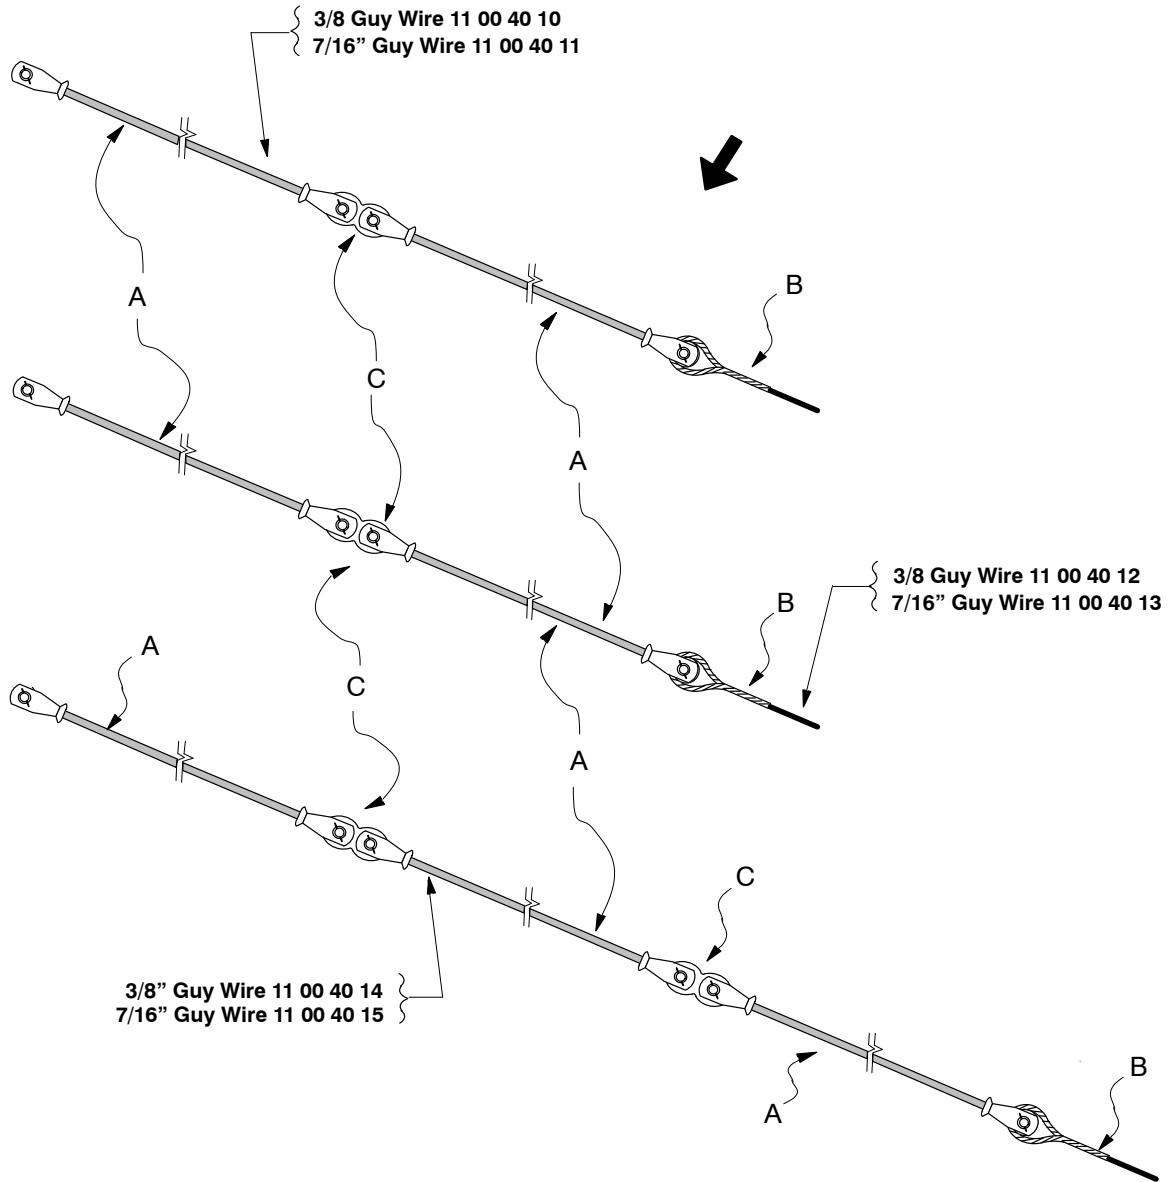 3/8 Guy Wire 11 00 40 10
7/16” Guy Wire 11 00 40 11
B
A
C
A
3/8 Guy Wire 11 00 40 12
7/16” Guy Wire 11 00 40 13
B
A
C
A
C
3/8” Guy Wire 11 00 40 14
7/16” Guy Wire 11 00 40 15
B
A